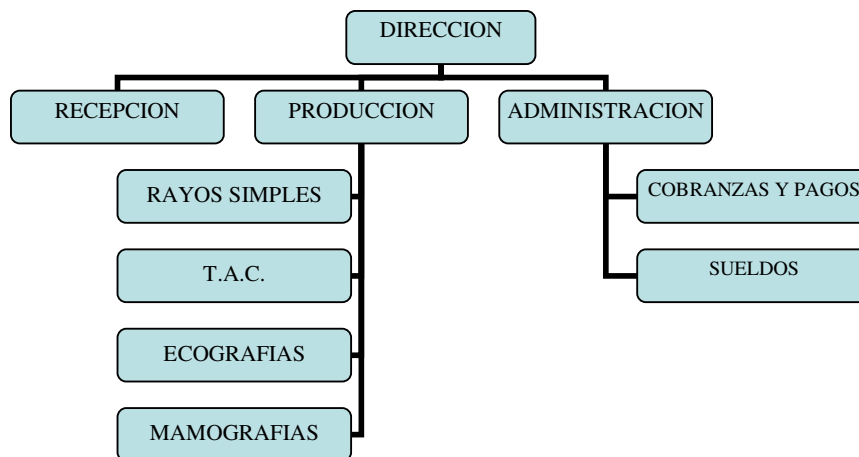 DIRECCION
RECEPCION
PRODUCCION
ADMINISTRACION
RAYOS SIMPLES
COBRANZAS Y PAGOS
T.A.C.
SUELDOS
ECOGRAFIAS
MAMOGRAFIAS